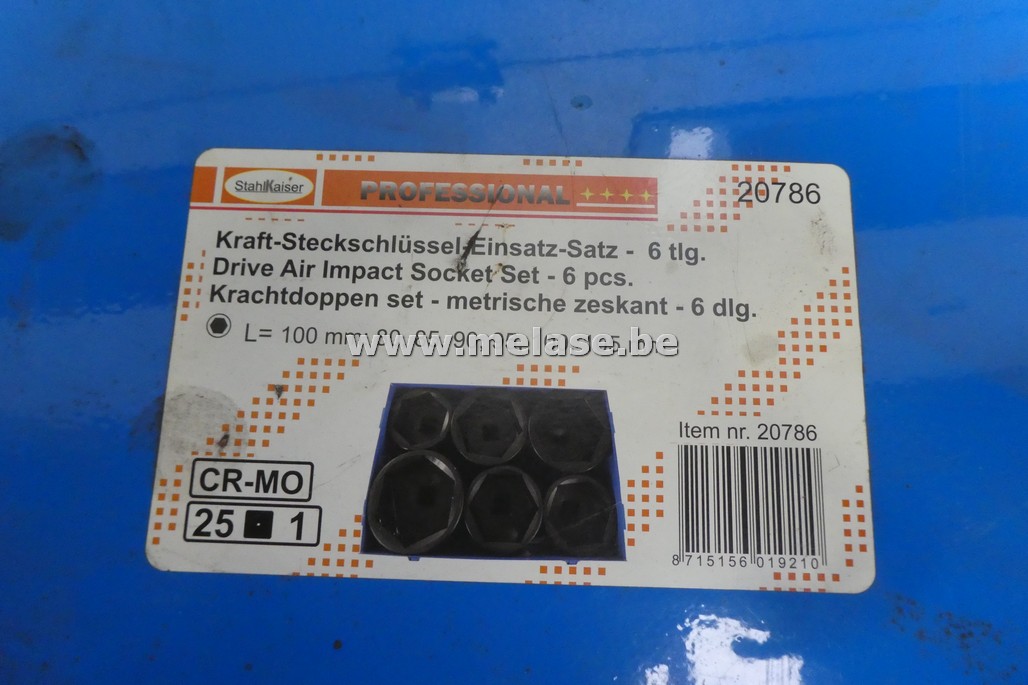 StahlKaiser
PROFESSIONAL
20786
Kraft-Steckschlüssel-Einsatz-Satz - 6 tlg.
Drive Air Impact Socket Set - 6 pcs.
Krachtdoppen set - metrische zeskant - 6 dlg.
L= 100 mm
www.melase.be
Item nr. 20786
CR-MO
25 1
8 715156 019210